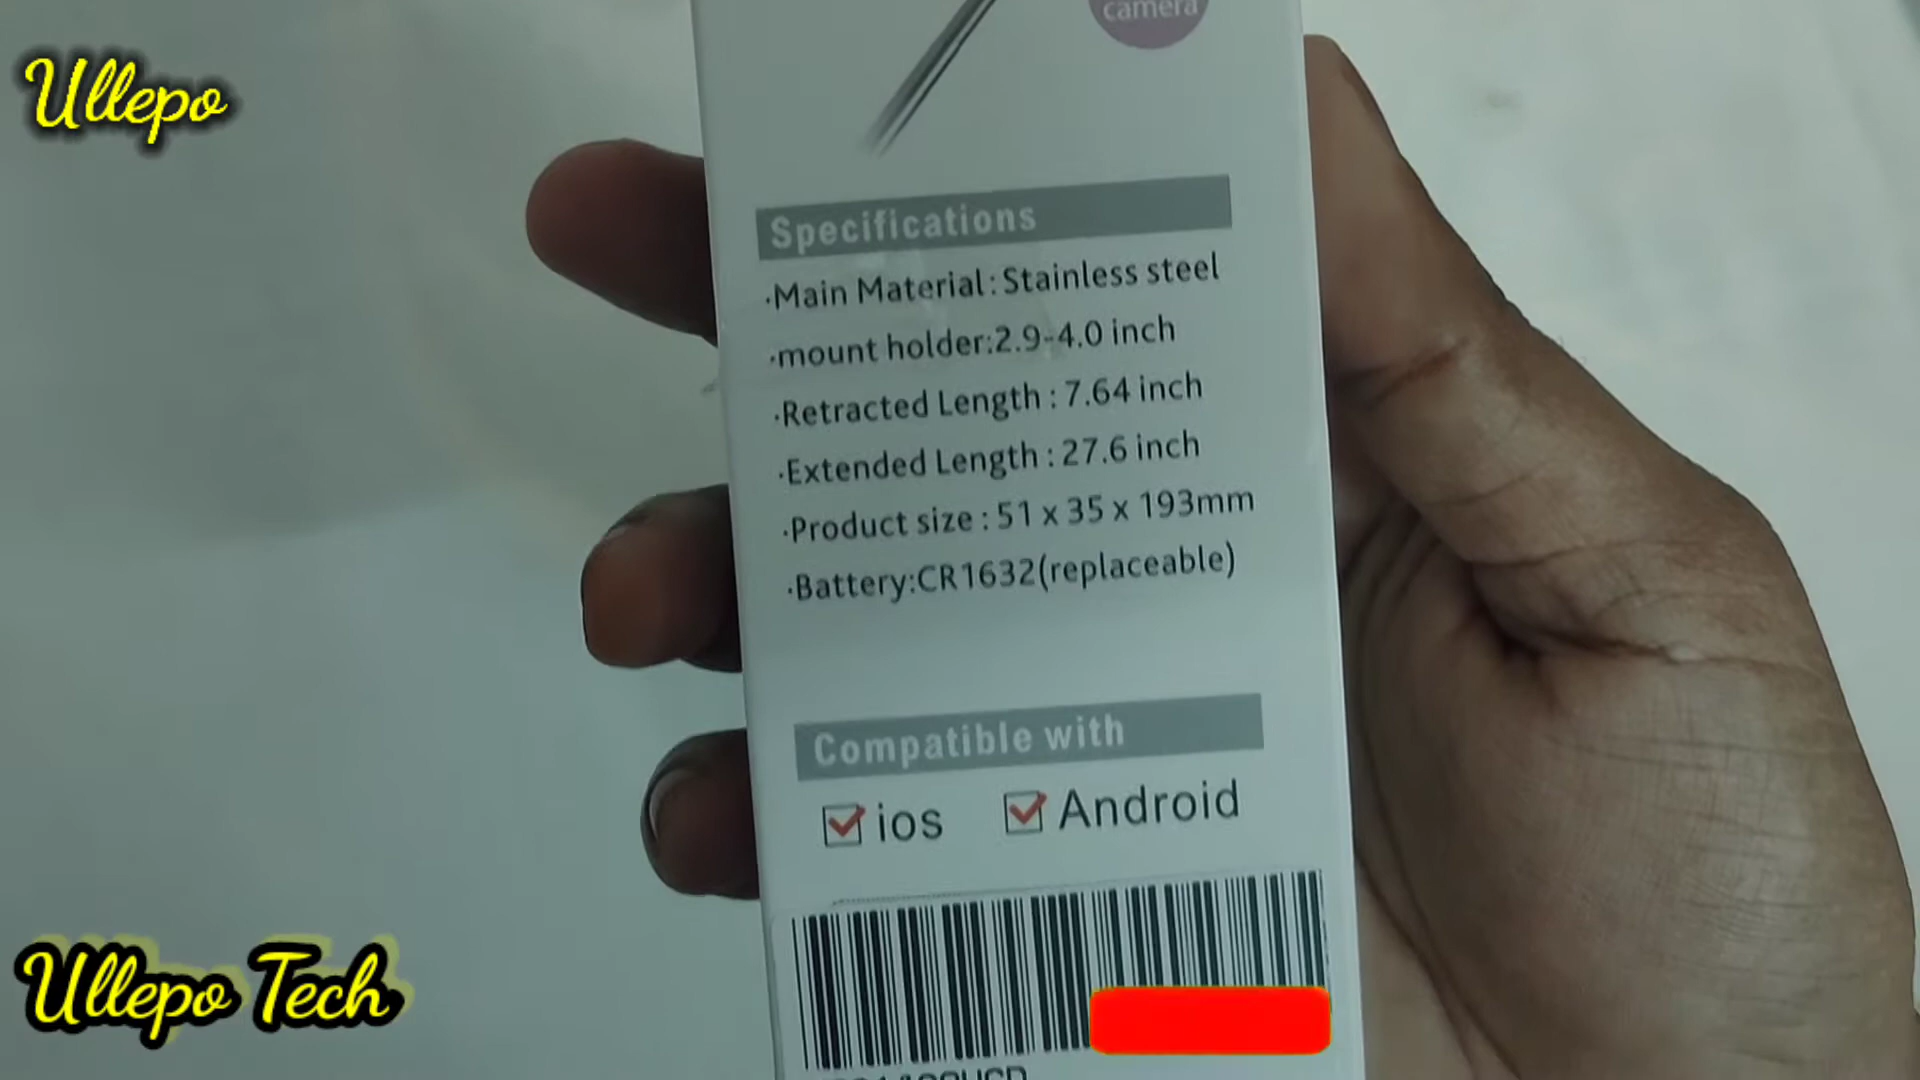 camera
Ullepo
Specifications
·Main Material: Stainless steel
·mount holder:2.9-4.0 inch
·Retracted Length : 7.64 inch
·Extended Length : 27.6 inch
·Product size : 51 x 35 x 193mm
·Battery:CR1632(replaceable)
Compatible with
ios Android
Ullepo Tech